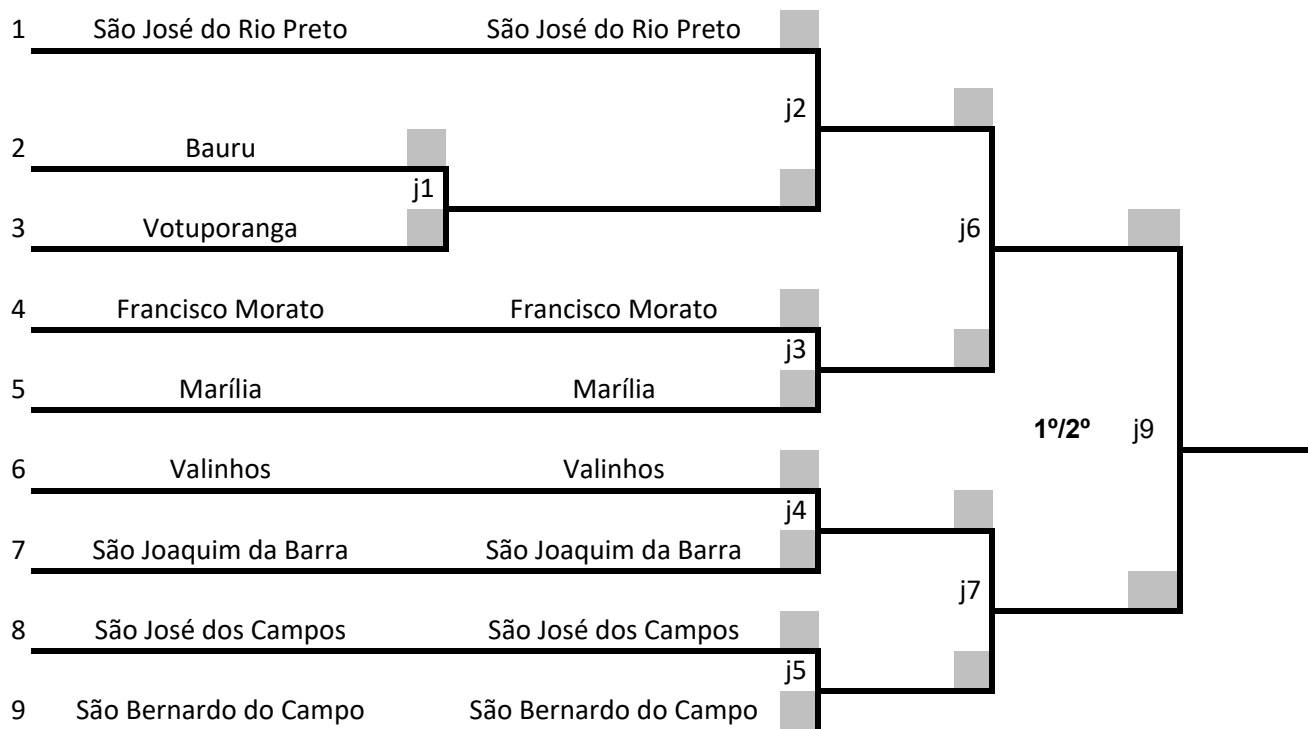 1 São José do Rio Preto São José do Rio Preto
j2
2 Bauru
j1
3 Votuporanga
j6
4 Francisco Morato Francisco Morato
j3
5 Marília Marília
1º/2º j9
6 Valinhos Valinhos
j4
7 São Joaquim da Barra São Joaquim da Barra
j7
8 São José dos Campos São José dos Campos
j5
9 São Bernardo do Campo São Bernardo do Campo